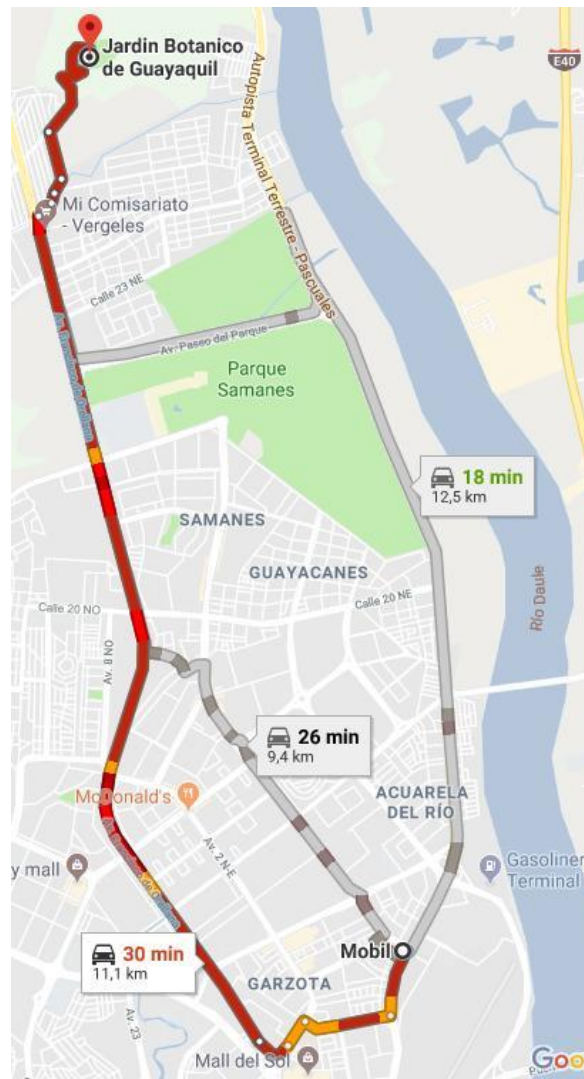 Jardin Botanico
de Guayaquil
E40
Autopista Terminal Terrestre - Pascuales
Mi Comisariato
- Vergeles
Calle 23 NE
Av. Paseo del Parque
Parque
Samanes
18 min
12,5 km
SAMANES
GUAYACANES
Calle 20 NE
Río Daule
Calle 20 NO
Av. 8 NO
26 min
9,4 km
ACUARELA
DEL RÍO
McDonald's
Av. 2 N-E
y mall
Gasoliner
Terminal
Mobil
30 min
11,1 km
GARZOTA
Av. 23
Mall del Sol
Goo